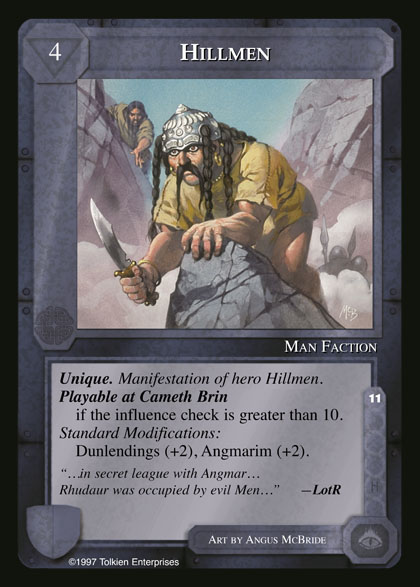 4
HILLMEN
McB
MAN FACTION
Unique. Manifestation of hero Hillmen.
Playable at Cameth Brin
if the influence check is greater than 10.
Standard Modifications:
Dunlendings (+2), Angmarim (+2).
“…in secret league with Angmar…
Rhudaur was occupied by evil Men…” —LotR
11
H
ART BY ANGUS MCBRIDE
©1997 Tolkien Enterprises